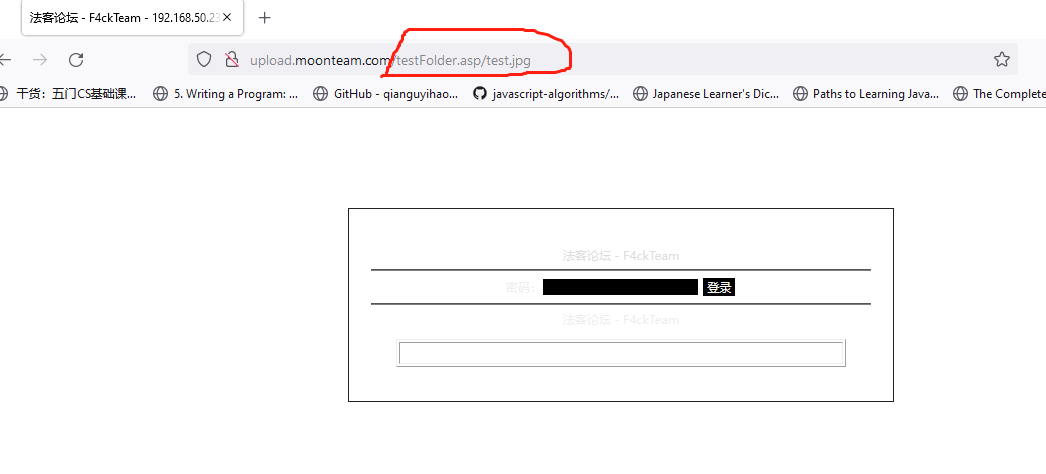 法客论坛 - F4ckTeam - 192.168.50.23
upload.moonteam.com/testFolder.asp/test.jpg
干货：五门CS基础课... 5. Writing a Program: ... GitHub - qianguyihao... javascript-algorithms/... Japanese Learner's Dic... Paths to Learning Java... The Complete
法客论坛 - F4ckTeam
密码: 登录
法客论坛 - F4ckTeam